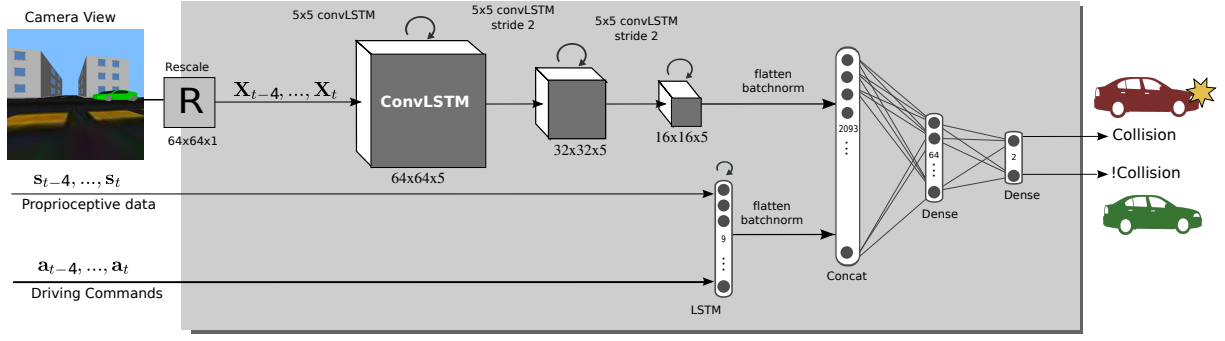 Camera View
Rescale
R
64x64x1
X_{t-4}, ..., X_t
5x5 convLSTM
ConvLSTM
64x64x5
5x5 convLSTM
stride 2
32x32x5
5x5 convLSTM
stride 2
16x16x5
flatten
batchnorm
2093
...
Concat
64
...
Dense
2
Dense
Collision
!Collision
s_{t-4}, ..., s_t
Proprioceptive data
9
...
LSTM
flatten
batchnorm
a_{t-4}, ..., a_t
Driving Commands